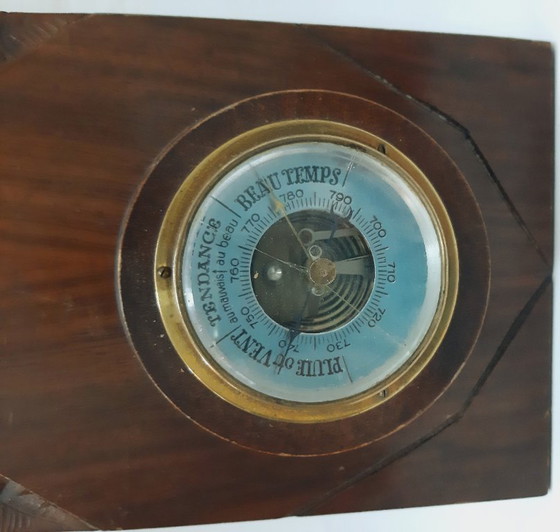 PLUIE OU VENT
TENDANCE
au mauvais | au beau
BEAU TEMPS
700
710
720
730
740
750
760
770
780
790